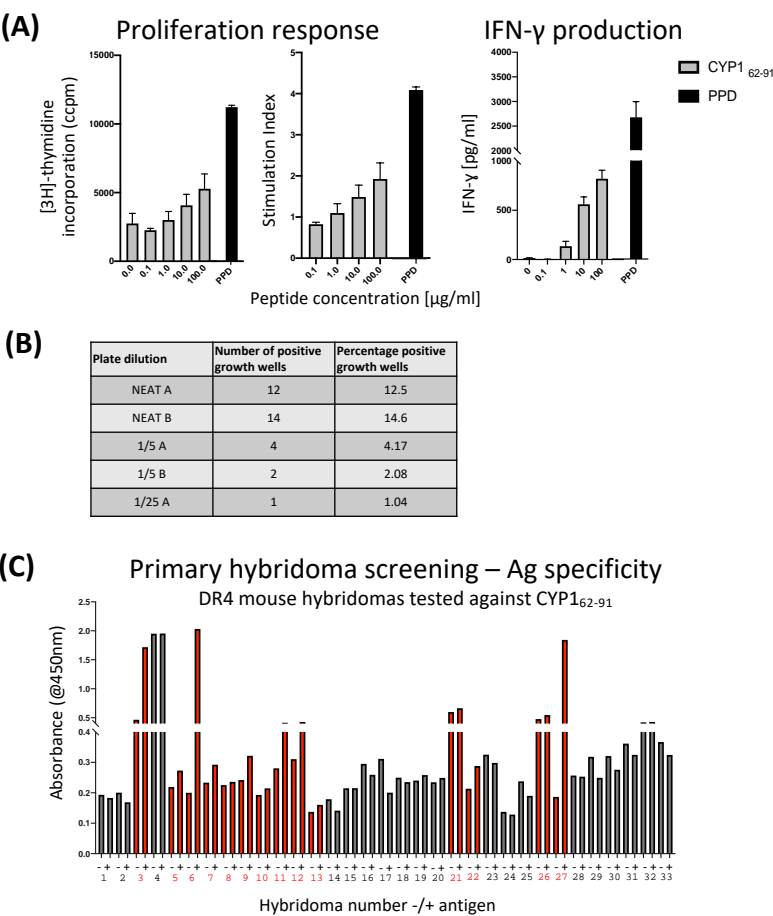 (A)
Proliferation response
IFN-γ production
[3H]-thymidine
incorporation (ccpm)
15000
10000
5000
0
0.0
0.1
1.0
10.0
100.0
PPD
Stimulation Index
5
4
3
2
1
0
0.1
1.0
10.0
100.0
PPD
IFN-ɣ [pg/ml]
4000
3500
3000
2500
2000
1000
500
0
0
0.1
1
10
100
PPD
CYP1 62-91
PPD
Peptide concentration [µg/ml]
(B)
Plate dilution
Number of positive
growth wells
Percentage positive
growth wells
NEAT A 12 12.5
NEAT B 14 14.6
1/5 A 4 4.17
1/5 B 2 2.08
1/25 A 1 1.04
(C)
Primary hybridoma screening – Ag specificity
DR4 mouse hybridomas tested against CYP162-91
Absorbance (@450nm)
2.5
2.0
1.5
1.0
0.5
0.4
0.3
0.2
0.1
0.0
- + - + - + - + - + - + - + - + - + - + - + - + - + - + - + - + - + - + - + - + - + - + - + - + - + - + - + - + - + - + - + - + - +
1 2 3 4 5 6 7 8 9 10 11 12 13 14 15 16 17 18 19 20 21 22 23 24 25 26 27 28 29 30 31 32 33
Hybridoma number -/+ antigen